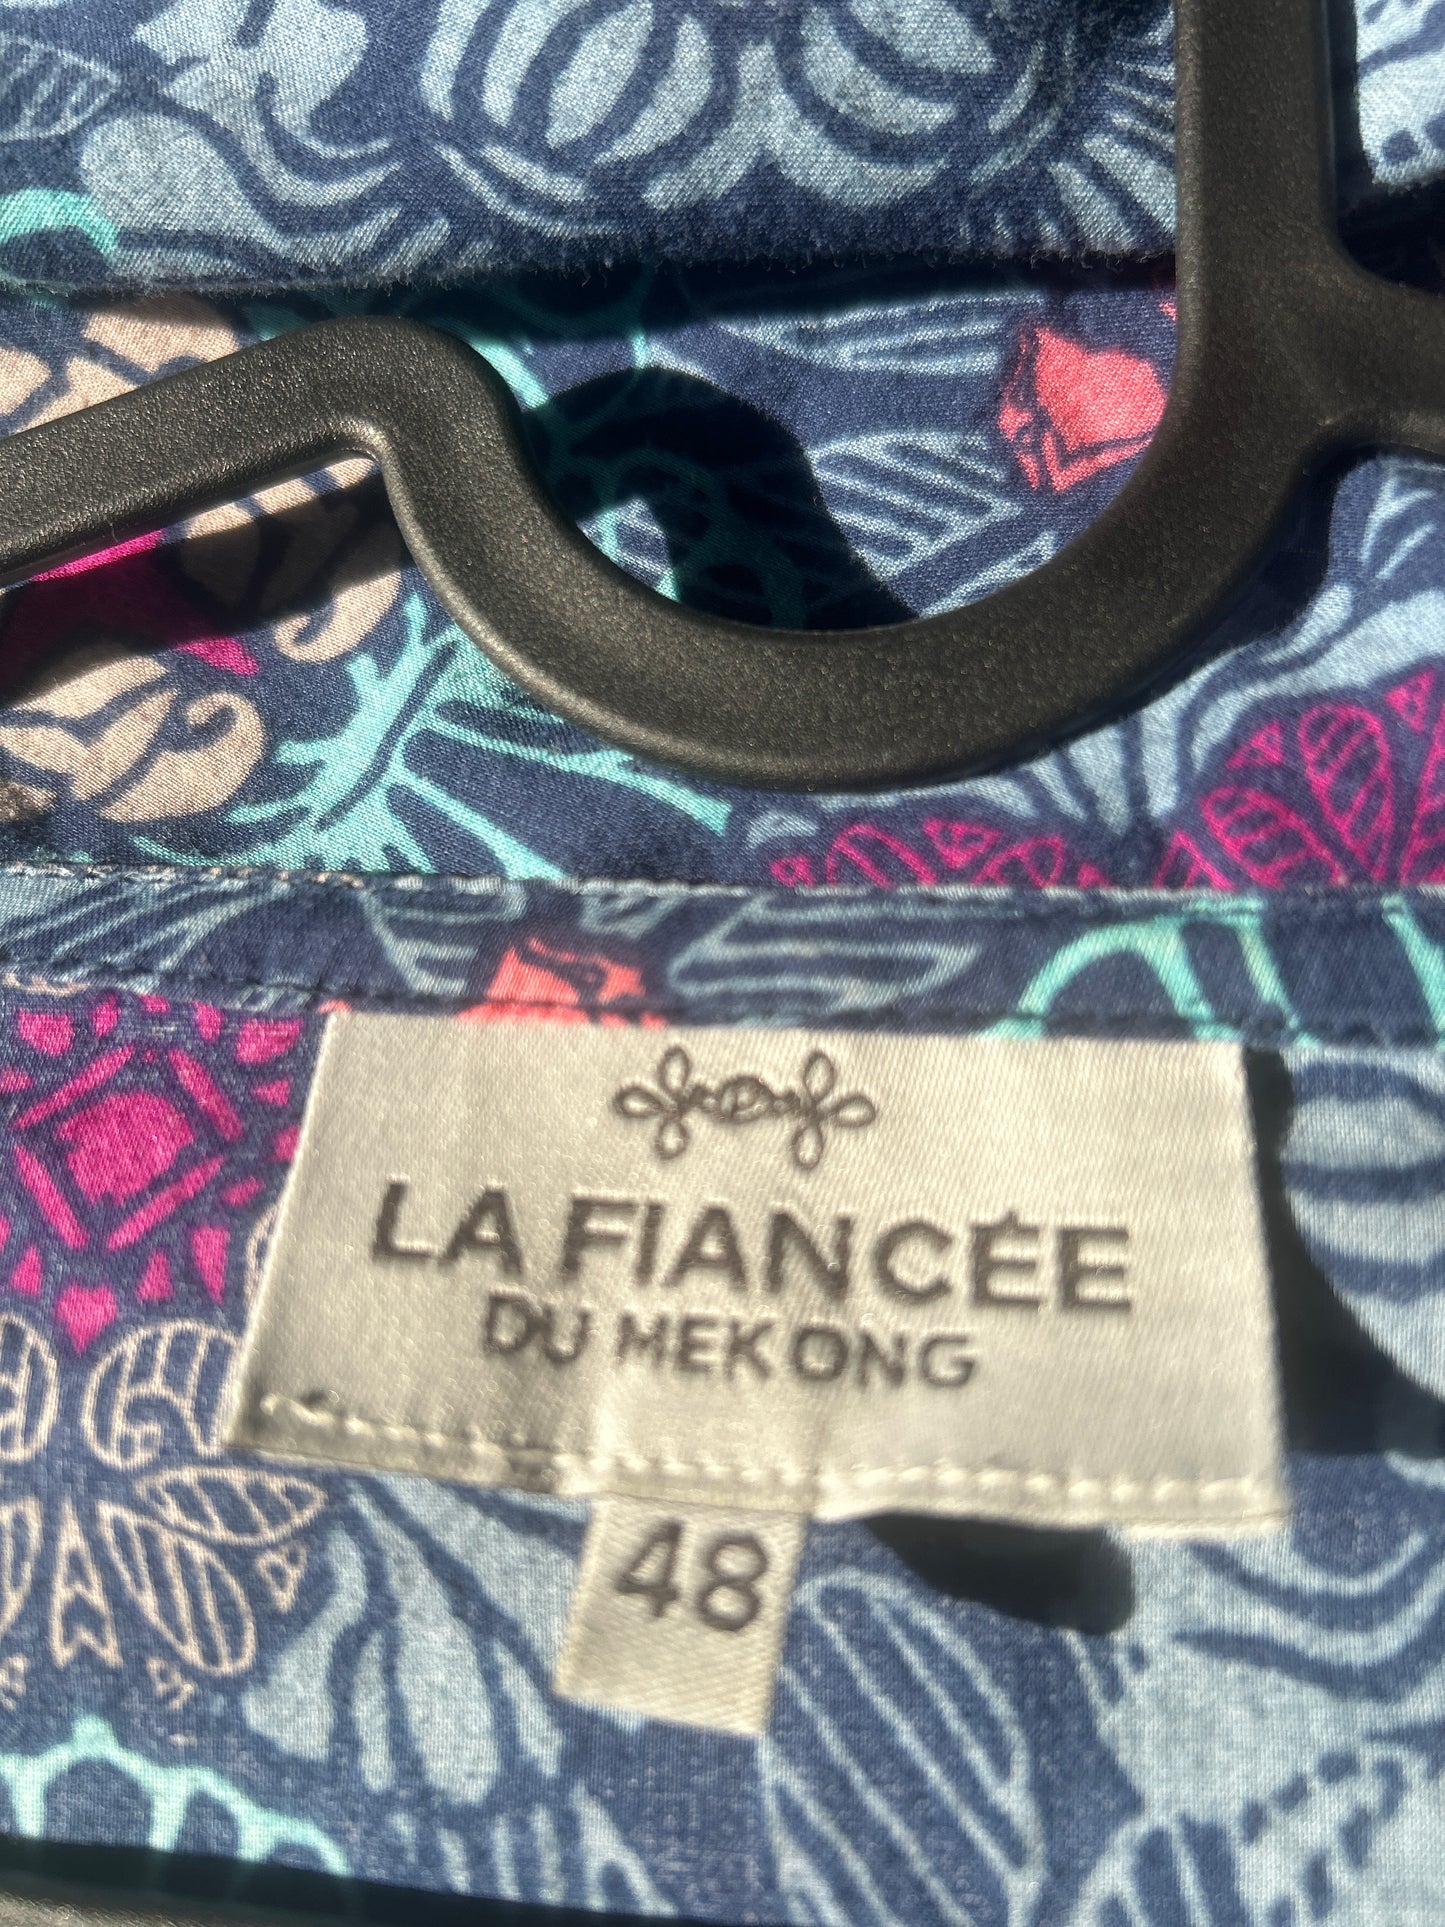 LA FIANCÉE
DU MEKONG
48